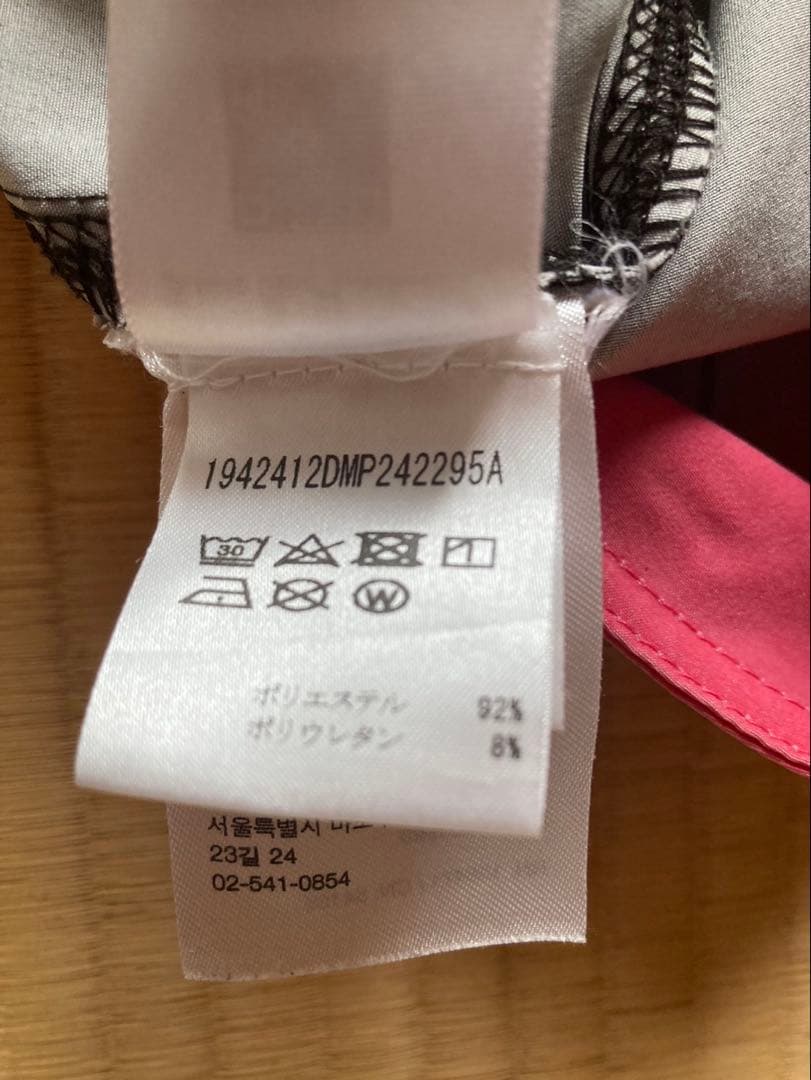 1942412DMP242295A
30
W
ポリエステル 92%
ポリウレタン 8%
서울특별시
23길 24
02-541-0854